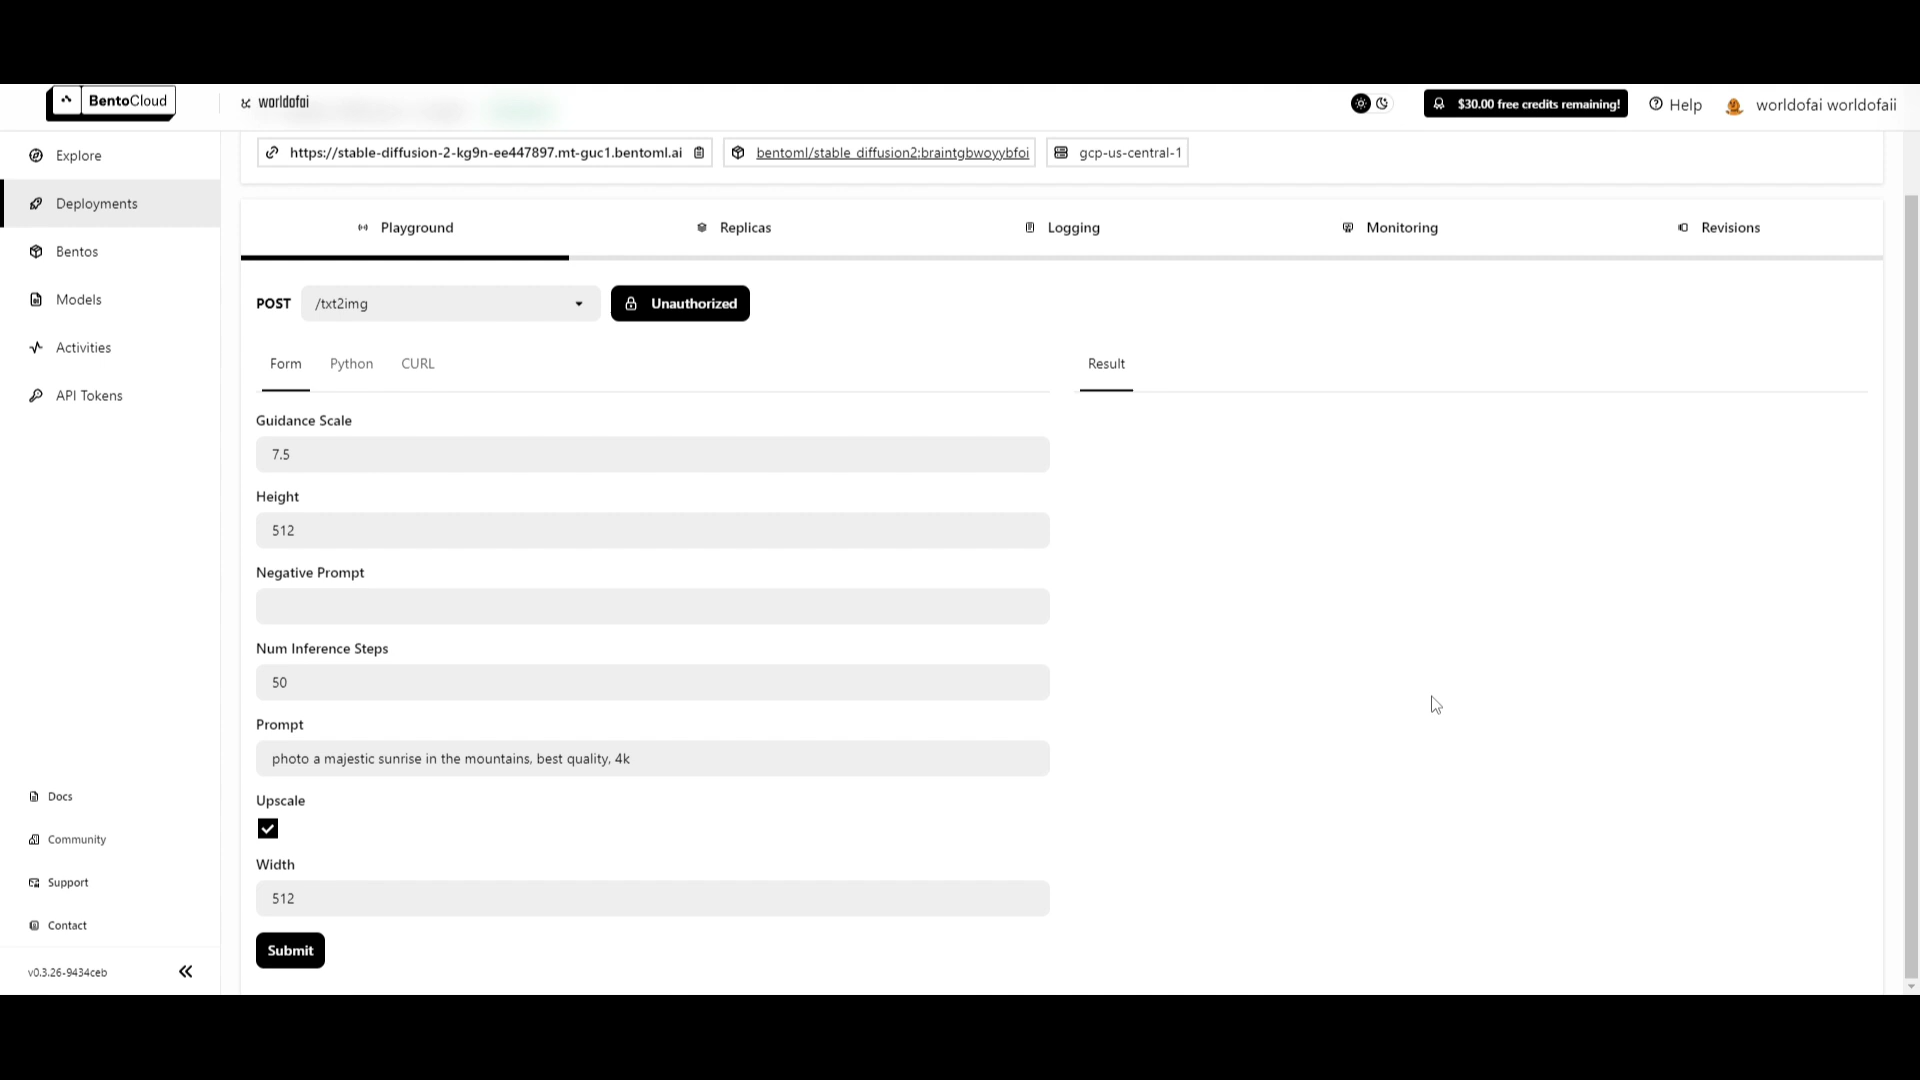 BentoCloud
worldofai
$30.00 free credits remaining!
Help
worldofai worldofaii
Explore
Deployments
Bentos
Models
Activities
API Tokens
Docs
Community
Support
Contact
v0.3.26-9434ceb
https://stable-diffusion-2-kg9n-ee447897.mt-guc1.bentoml.ai
bentoml/stable_diffusion2:braintgbwoyybfoi
gcp-us-central-1
Playground
Replicas
Logging
Monitoring
Revisions
POST
/txt2img
Unauthorized
Form
Python
CURL
Result
Guidance Scale
7.5
Height
512
Negative Prompt
Num Inference Steps
50
Prompt
photo a majestic sunrise in the mountains, best quality, 4k
Upscale
Width
512
Submit